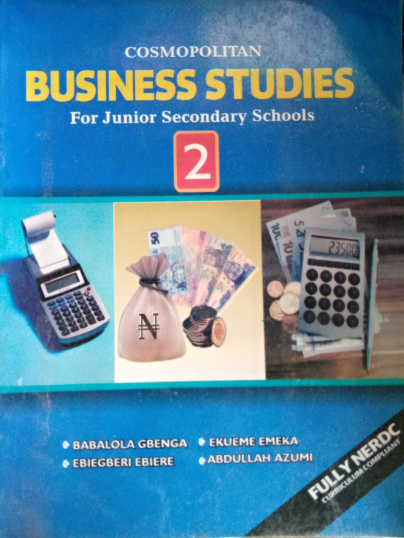 COSMOPOLITAN
BUSINESS STUDIES
For Junior Secondary Schools
2
50
₦
BABALOLA GBENGA
EKUEME EMEKA
EBIEGBERI EBIERE
ABDULLAH AZUMI
FULLY NERDC
CURRICULUM COMPLIANT